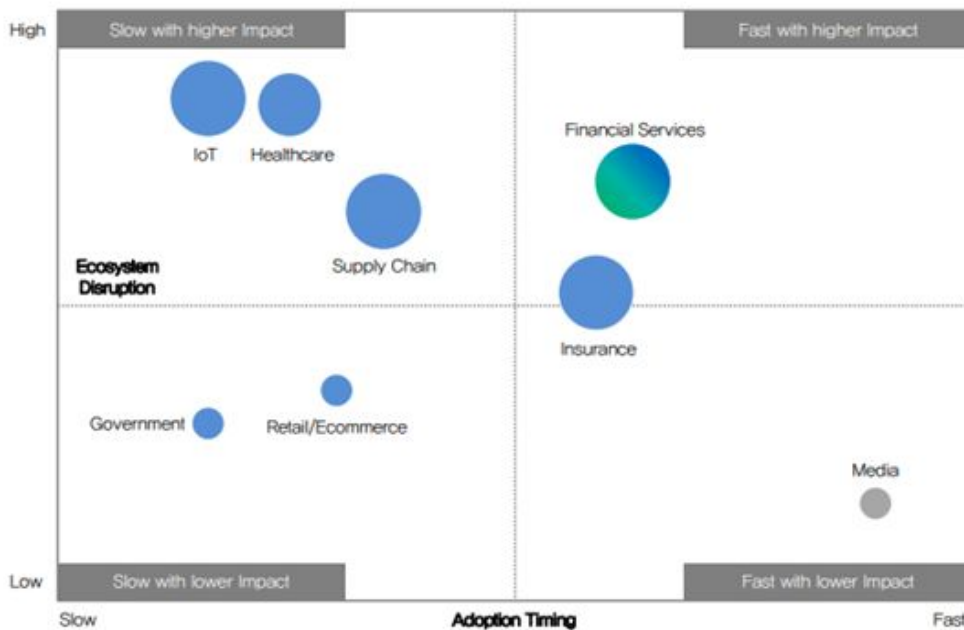 High
Slow with higher Impact
Fast with higher Impact
Financial Services
IoT
Healthcare
Supply Chain
Ecosystem
Disruption
Insurance
Government
Retail/Ecommerce
Media
Low
Slow with lower Impact
Fast with lower Impact
Slow
Adoption Timing
Fast